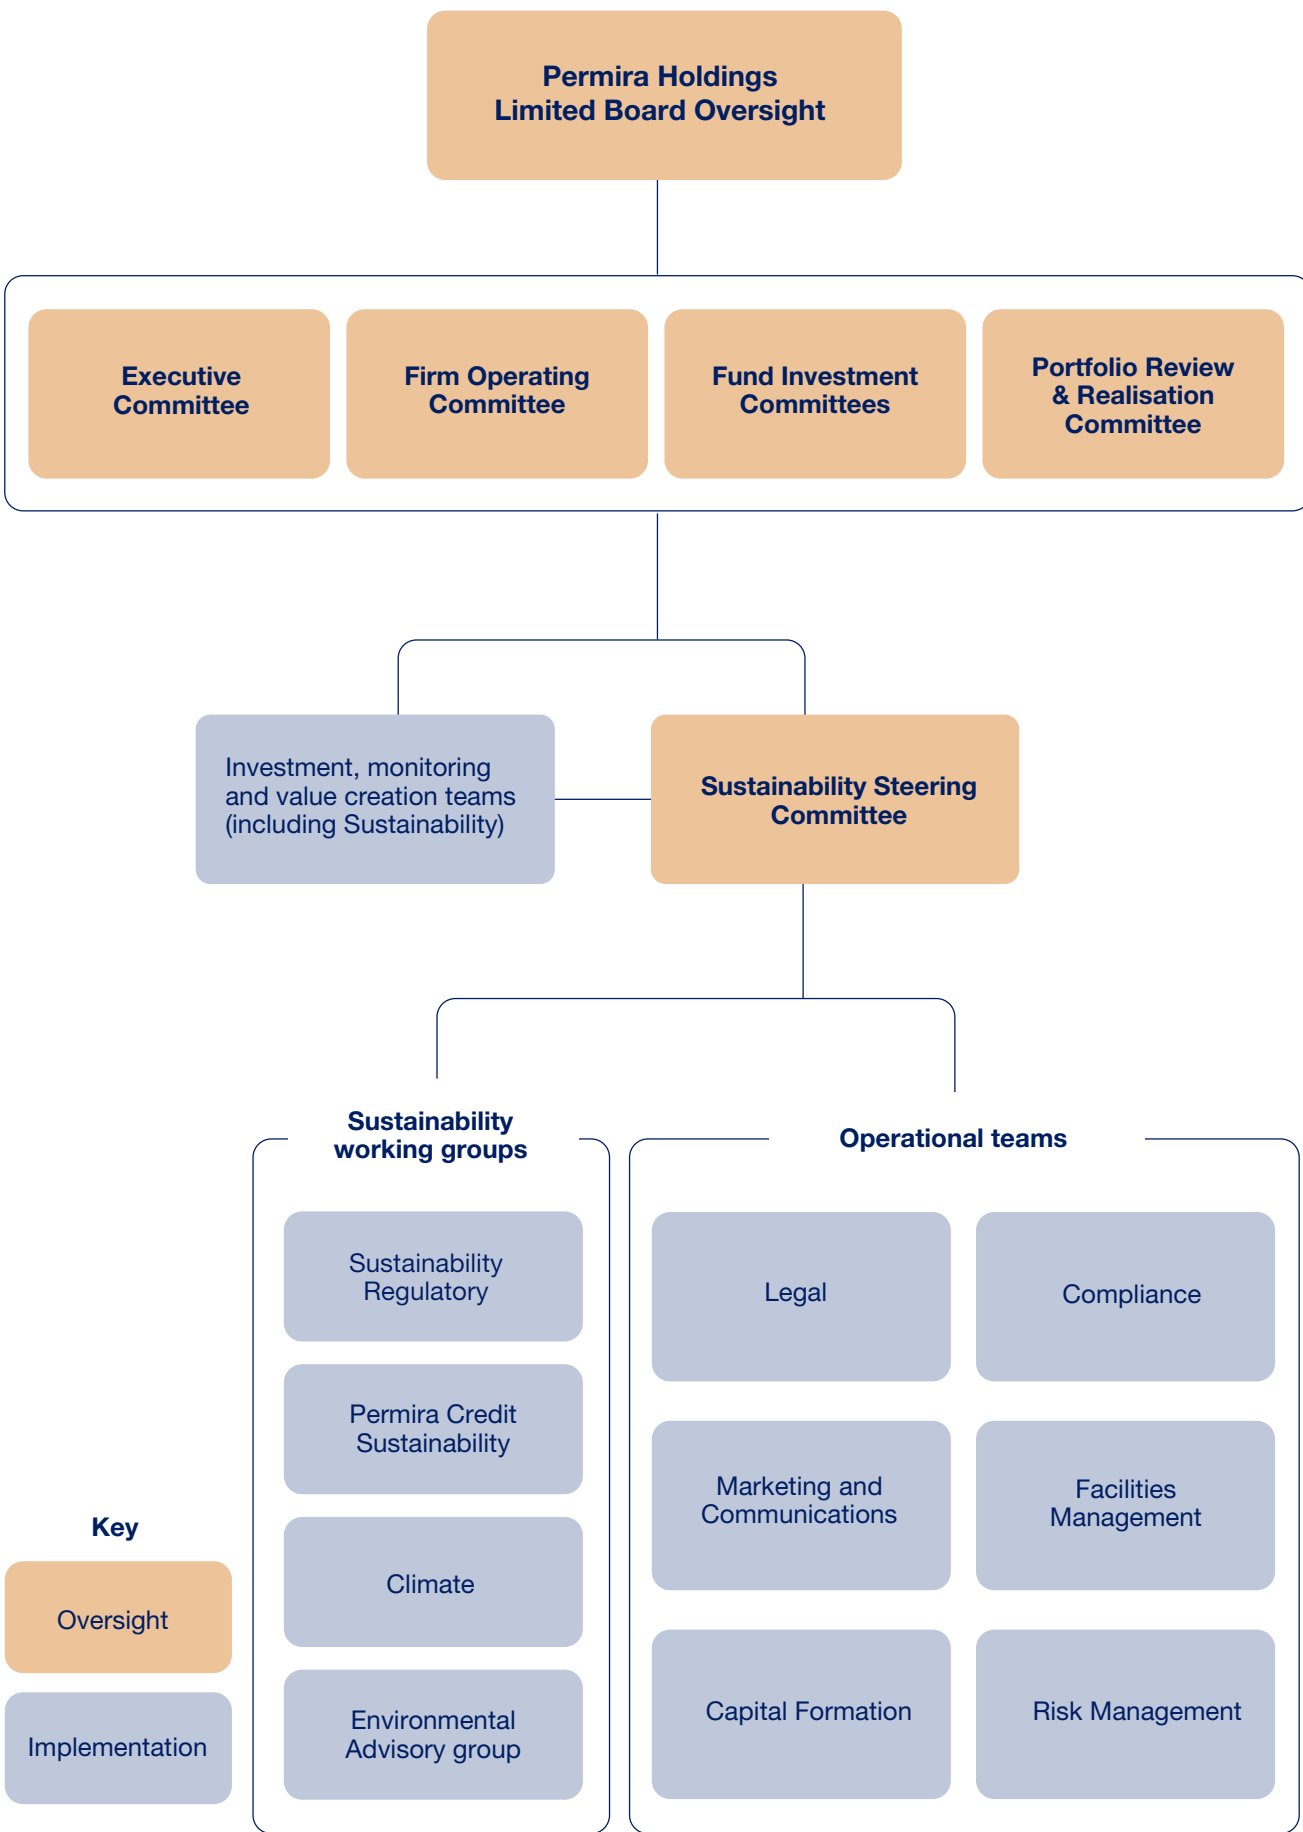 Permira Holdings
Limited Board Oversight
Executive
Committee
Firm Operating
Committee
Fund Investment
Committees
Portfolio Review
& Realisation
Committee
Investment, monitoring
and value creation teams
(including Sustainability)
Sustainability Steering
Committee
Sustainability
working groups
Sustainability
Regulatory
Permira Credit
Sustainability
Climate
Environmental
Advisory group
Operational teams
Legal
Compliance
Marketing and
Communications
Facilities
Management
Capital Formation
Risk Management
Key
Oversight
Implementation